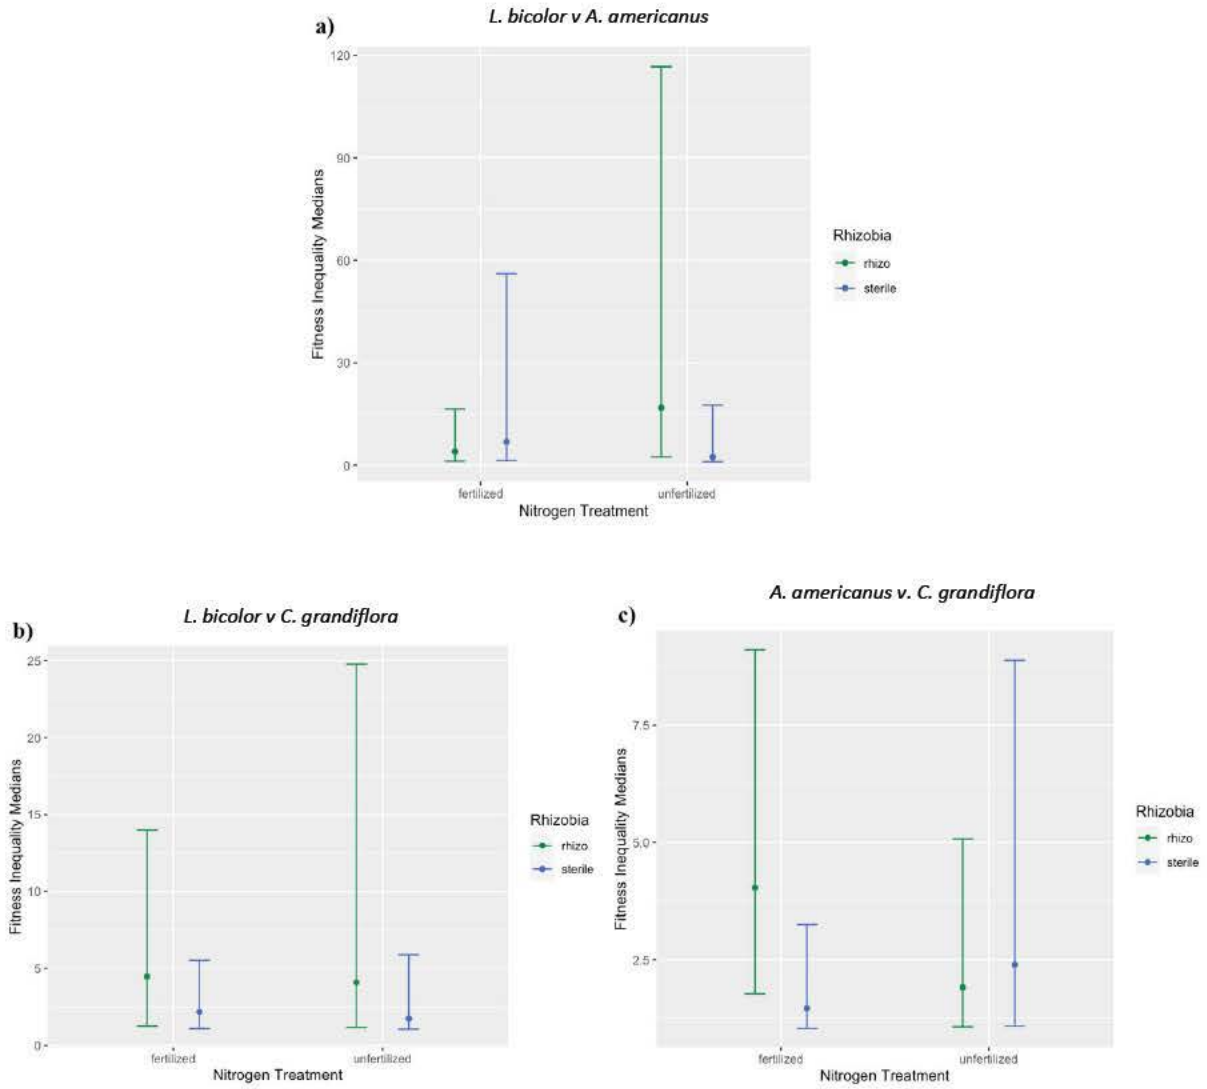 L. bicolor v A. americanus
a)
120
90
60
30
0
Fitness Inequality Medians
fertilized unfertilized
Nitrogen Treatment
Rhizobia
rhizo
sterile
L. bicolor v C. grandiflora
b)
25
20
15
10
5
0
Fitness Inequality Medians
fertilized unfertilized
Nitrogen Treatment
Rhizobia
rhizo
sterile
A. americanus v. C. grandiflora
c)
7.5
5.0
2.5
Fitness Inequality Medians
fertilized unfertilized
Nitrogen Treatment
Rhizobia
rhizo
sterile